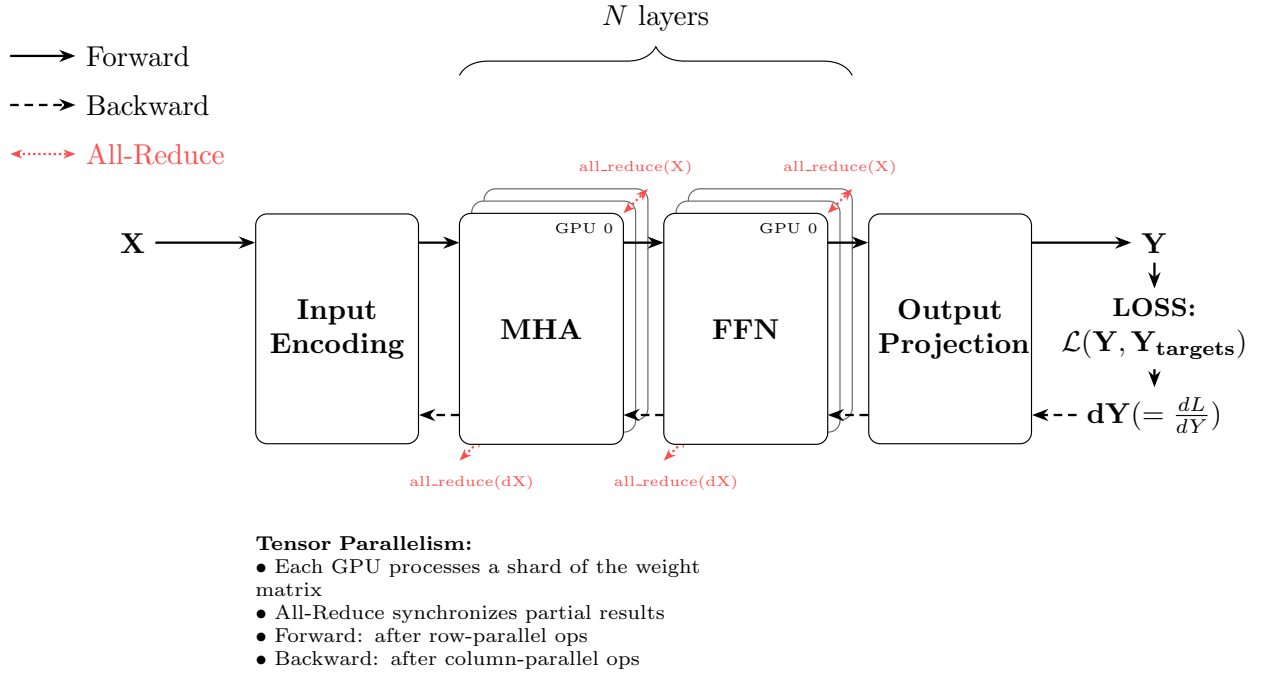 N layers
Forward
Backward
All-Reduce
all_reduce(X)
all_reduce(X)
GPU 0
GPU 0
X
Y
Input
Encoding
MHA
FFN
Output
Projection
LOSS:
ℒ(Y, Y_targets)
dY(= dL/dY)
all_reduce(dX)
all_reduce(dX)
Tensor Parallelism:
• Each GPU processes a shard of the weight
matrix
• All-Reduce synchronizes partial results
• Forward: after row-parallel ops
• Backward: after column-parallel ops